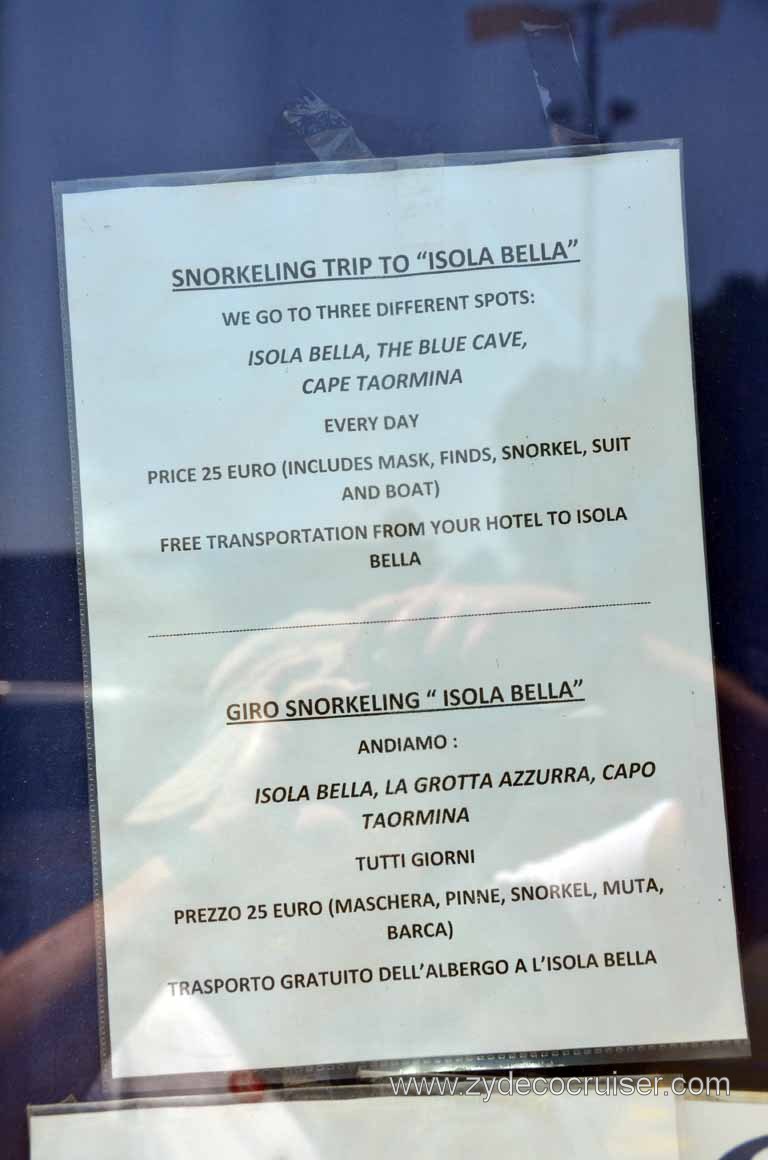 SNORKELING TRIP TO “ISOLA BELLA”
WE GO TO THREE DIFFERENT SPOTS:
ISOLA BELLA, THE BLUE CAVE,
CAPE TAORMINA
EVERY DAY
PRICE 25 EURO (INCLUDES MASK, FINDS, SNORKEL, SUIT
AND BOAT)
FREE TRANSPORTATION FROM YOUR HOTEL TO ISOLA
BELLA
GIRO SNORKELING “ ISOLA BELLA”
ANDIAMO :
ISOLA BELLA, LA GROTTA AZZURRA, CAPO
TAORMINA
TUTTI GIORNI
PREZZO 25 EURO (MASCHERA, PINNE, SNORKEL, MUTA,
BARCA)
TRASPORTO GRATUITO DELL’ALBERGO A L’ISOLA BELLA
www.zydecocruiser.com